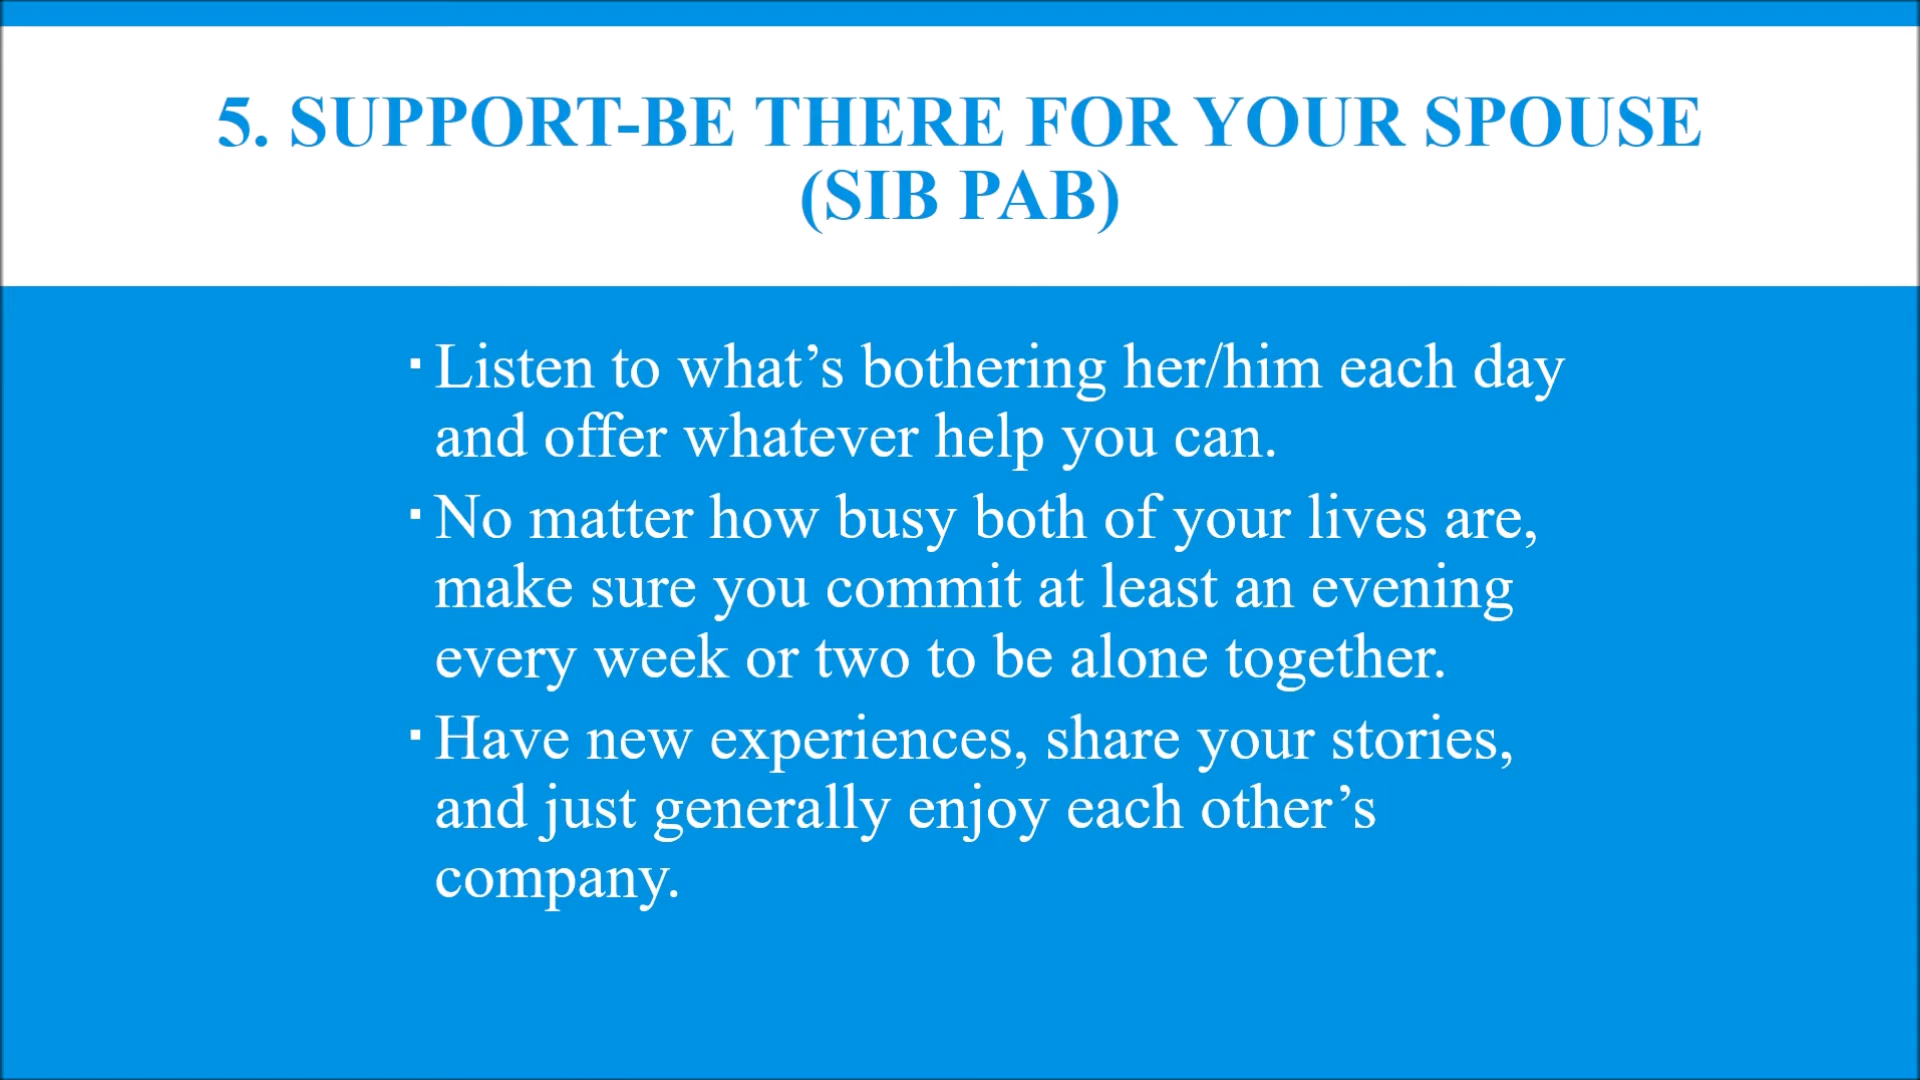 5. SUPPORT-BE THERE FOR YOUR SPOUSE
(SIB PAB)
▪ Listen to what’s bothering her/him each day
and offer whatever help you can.
▪ No matter how busy both of your lives are,
make sure you commit at least an evening
every week or two to be alone together.
▪ Have new experiences, share your stories,
and just generally enjoy each other’s
company.